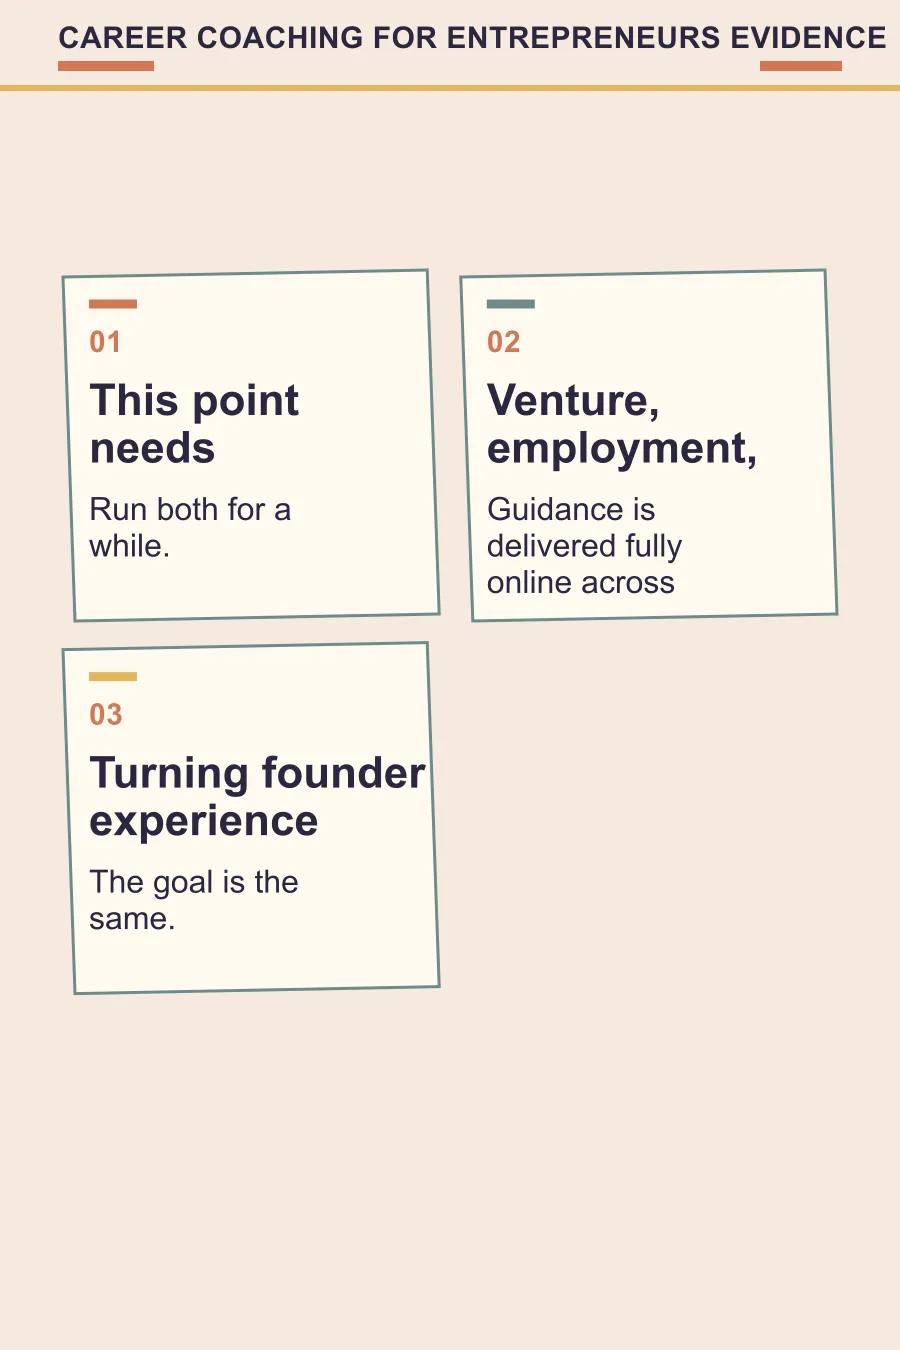 CAREER COACHING FOR ENTREPRENEURS EVIDENCE
01
This point
needs
Run both for a
while.
02
Venture,
employment,
Guidance is
delivered fully
online across
03
Turning founder
experience
The goal is the
same.